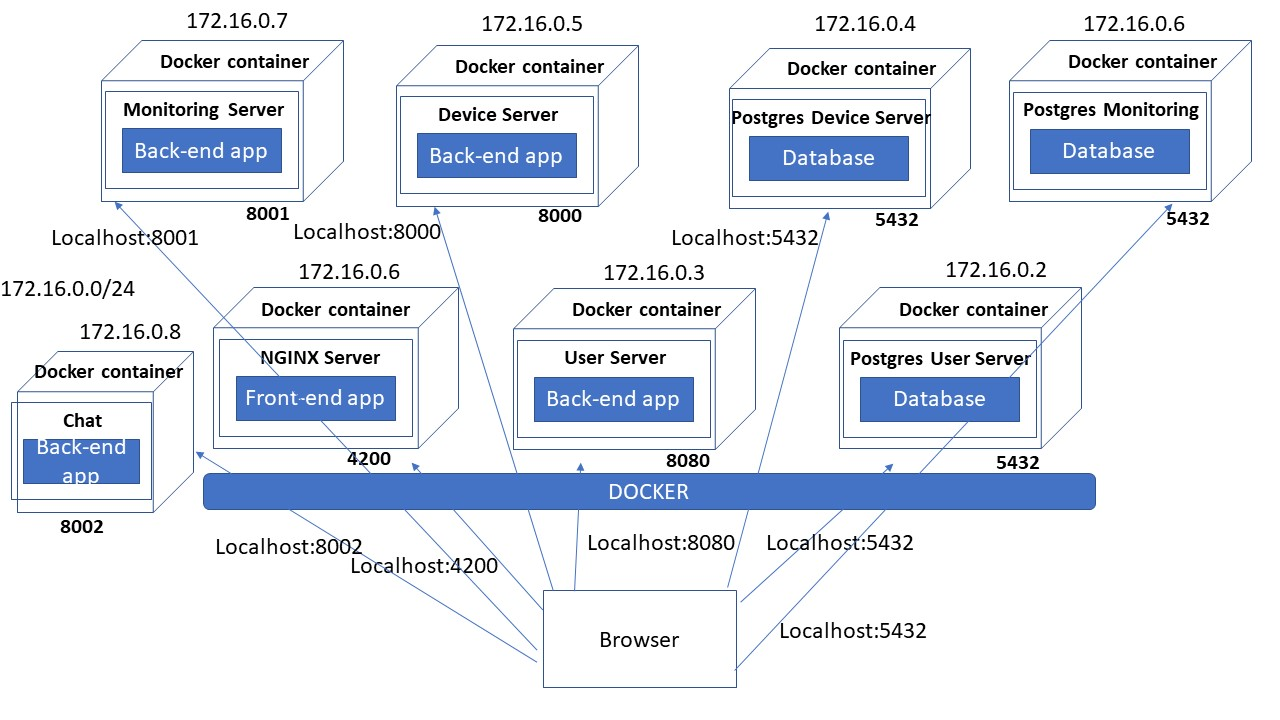 172.16.0.7
172.16.0.5
172.16.0.4
172.16.0.6
Docker container
Docker container
Docker container
Docker container
Monitoring Server
Back-end app
Device Server
Back-end app
Postgres Device Server
Database
Postgres Monitoring
Database
8001
8000
5432
5432
Localhost:8001
Localhost:8000
Localhost:5432
172.16.0.0/24
172.16.0.6
172.16.0.3
172.16.0.2
172.16.0.8
Docker container
Docker container
Docker container
Docker container
NGINX Server
Front-end app
User Server
Back-end app
Postgres User Server
Database
Chat
Back-end
app
4200
8080
5432
8002
DOCKER
Localhost:8002
Localhost:4200
Localhost:8080
Localhost:5432
Localhost:5432
Browser